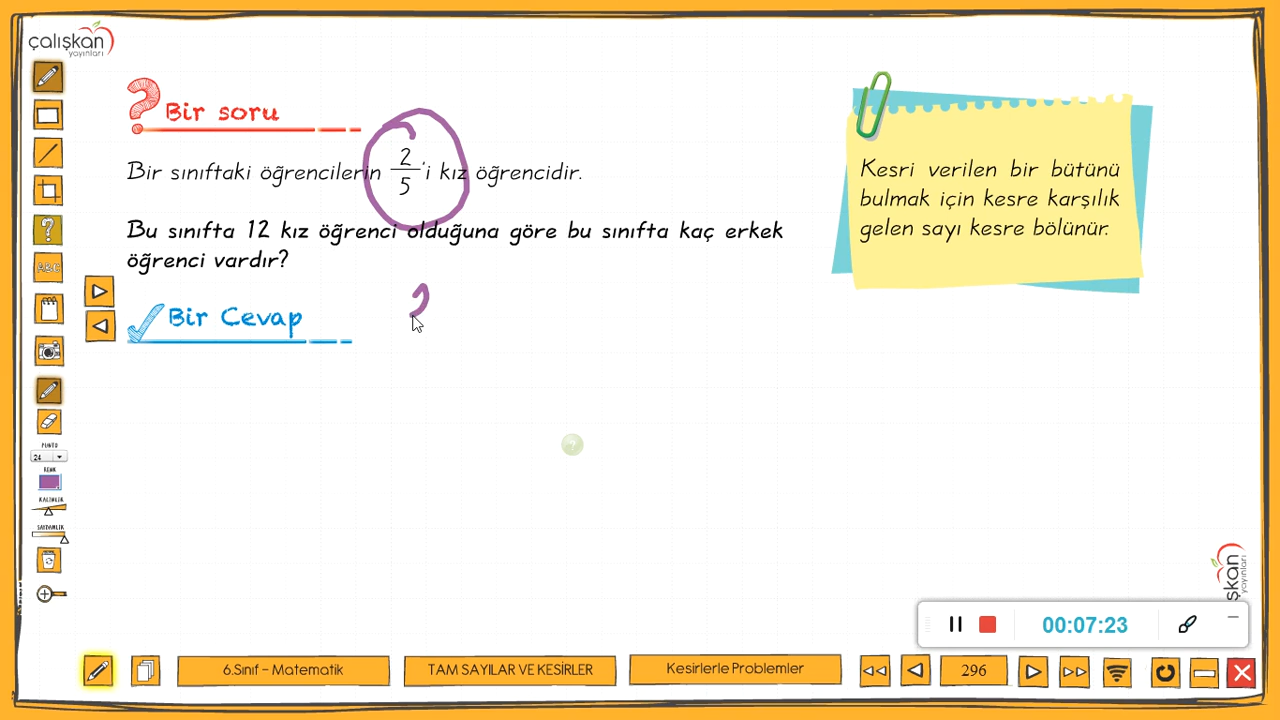 çalışkan
yayınları
Bir soru
Bir sınıftaki öğrencilerin 2/5'i kız öğrencidir.
Bu sınıfta 12 kız öğrenci olduğuna göre bu sınıfta kaç erkek
öğrenci vardır?
Bir Cevap
Kesri verilen bir bütünü
bulmak için kesre karşılık
gelen sayı kesre bölünür.
2
ABC
PUNTO
24
RENK
KALINLIK
SAYDAMLIK
şkan
yayınları
00:07:23
6.Sınıf - Matematik
TAM SAYILAR VE KESİRLER
Kesirlerle Problemler
296